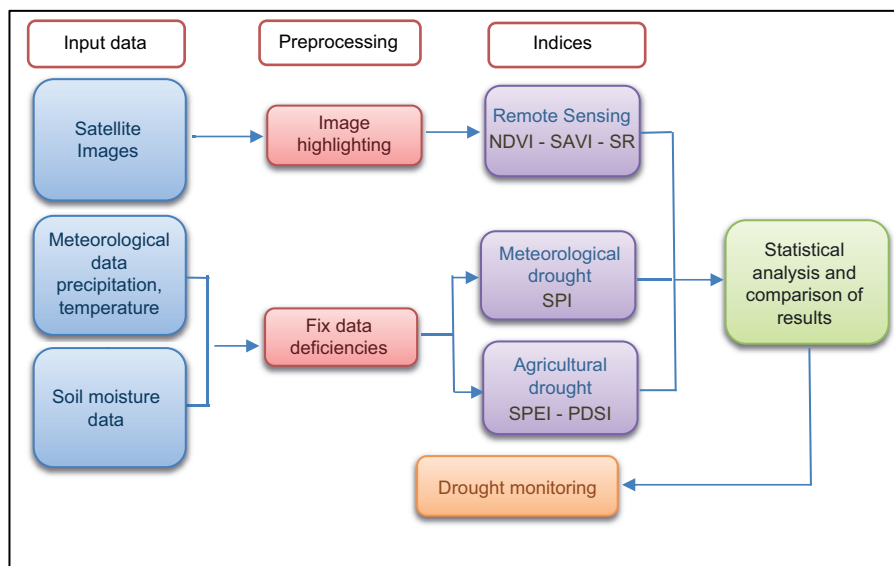 Input data
Preprocessing
Indices
Satellite
Images
Image
highlighting
Remote Sensing
NDVI - SAVI - SR
Meteorological
data
precipitation,
temperature
Fix data
deficiencies
Meteorological
drought
SPI
Statistical
analysis and
comparison of
results
Soil moisture
data
Agricultural
drought
SPEI - PDSI
Drought monitoring